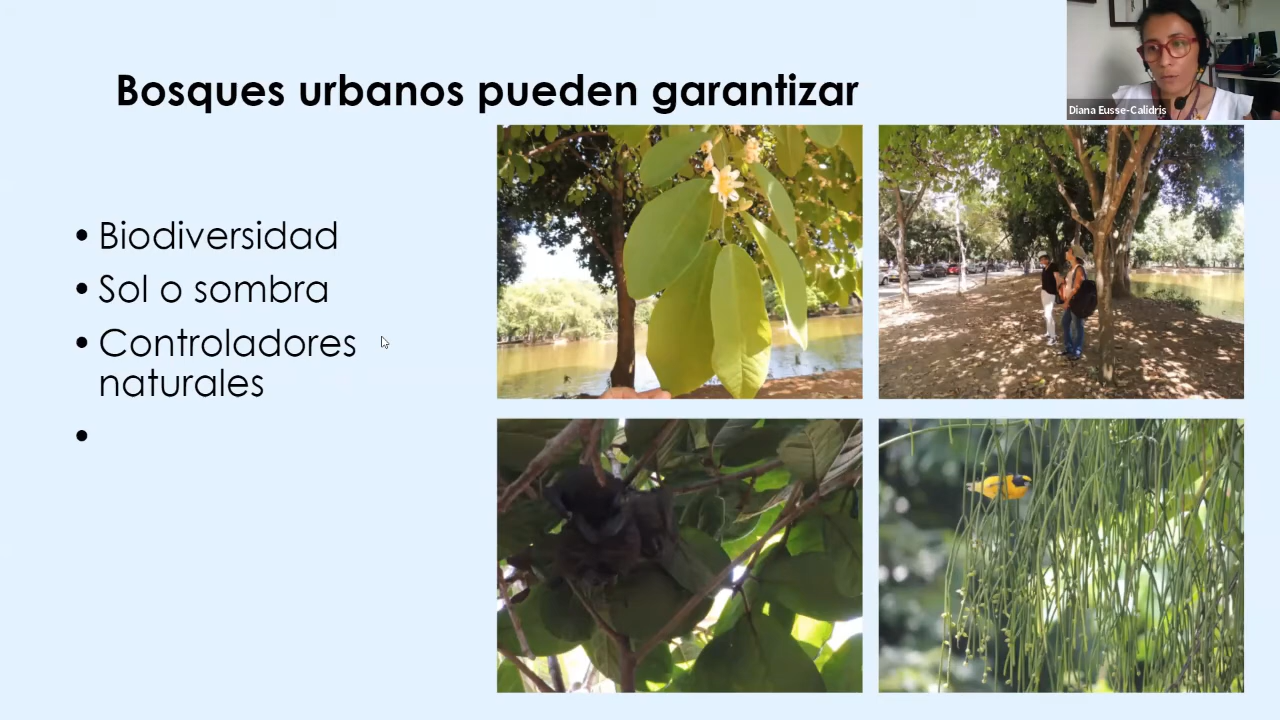 Bosques urbanos pueden garantizar
Diana Eusse-Calidris
• Biodiversidad
• Sol o sombra
• Controladores
naturales
•